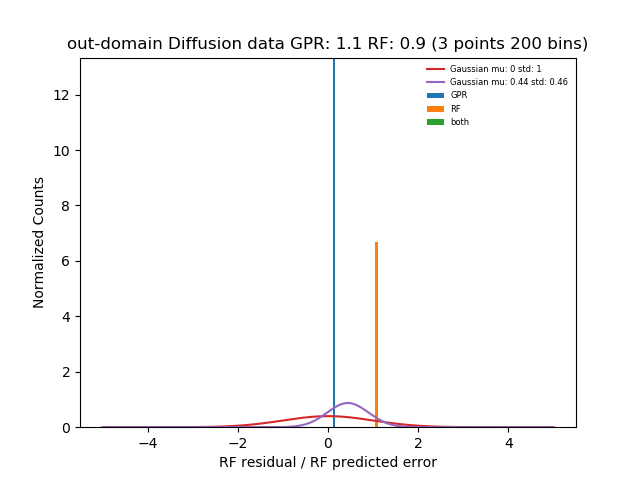 out-domain Diffusion data GPR: 1.1 RF: 0.9 (3 points 200 bins)
Gaussian mu: 0 std: 1
Gaussian mu: 0.44 std: 0.46
GPR
RF
both
Normalized Counts
12
10
8
6
4
2
0
−4
−2
0
2
4
RF residual / RF predicted error